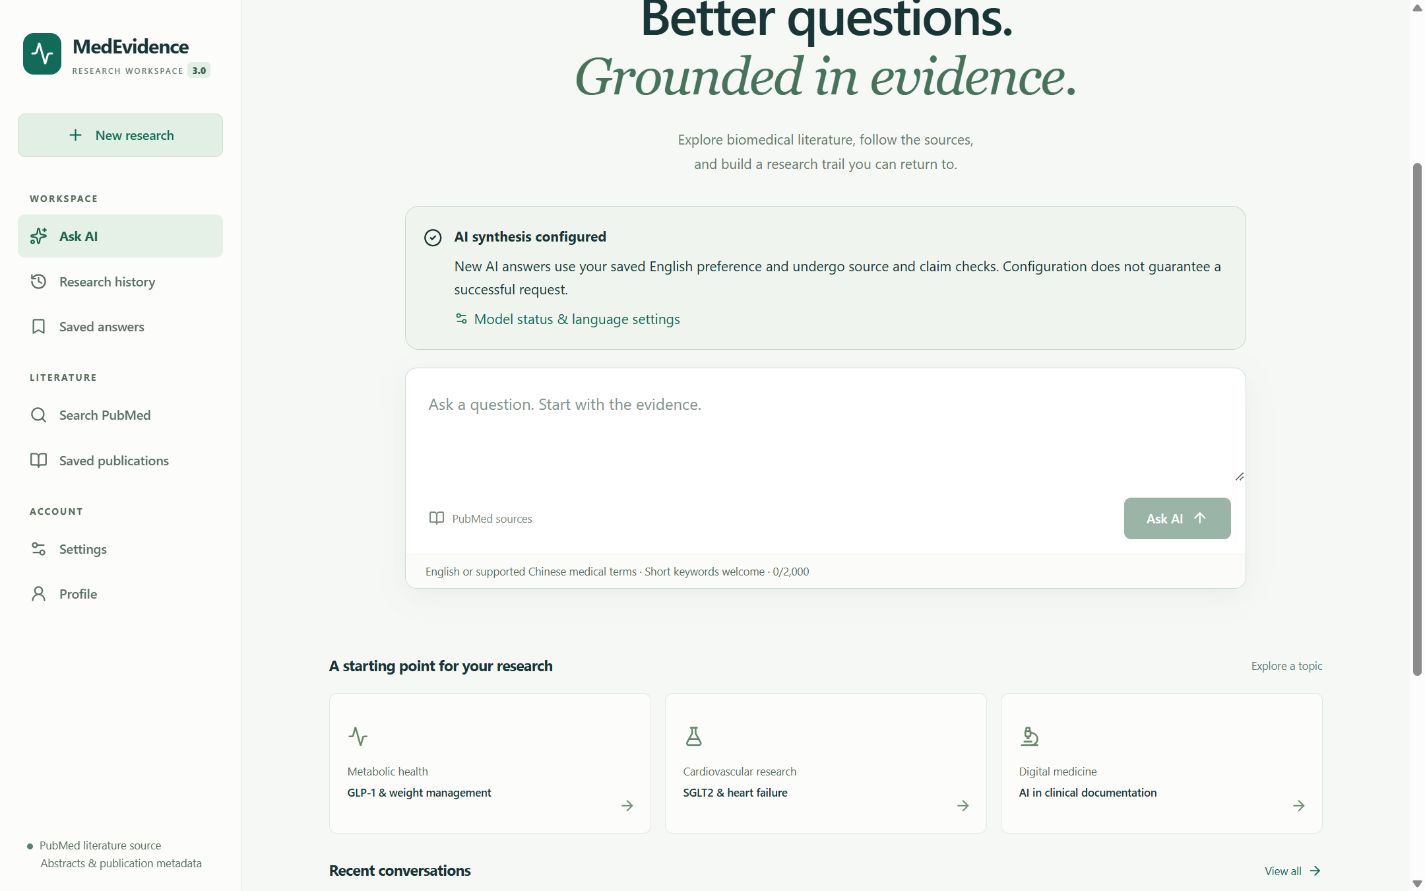 MedEvidence
RESEARCH WORKSPACE 3.0
New research
WORKSPACE
Ask AI
Research history
Saved answers
LITERATURE
Search PubMed
Saved publications
ACCOUNT
Settings
Profile
PubMed literature source
Abstracts & publication metadata
Better questions.
Grounded in evidence.
Explore biomedical literature, follow the sources,
and build a research trail you can return to.
AI synthesis configured
New AI answers use your saved English preference and undergo source and claim checks. Configuration does not guarantee a
successful request.
Model status & language settings
Ask a question. Start with the evidence.
PubMed sources
Ask AI
English or supported Chinese medical terms · Short keywords welcome · 0/2,000
A starting point for your research
Explore a topic
Metabolic health
GLP-1 & weight management
Cardiovascular research
SGLT2 & heart failure
Digital medicine
AI in clinical documentation
Recent conversations
View all